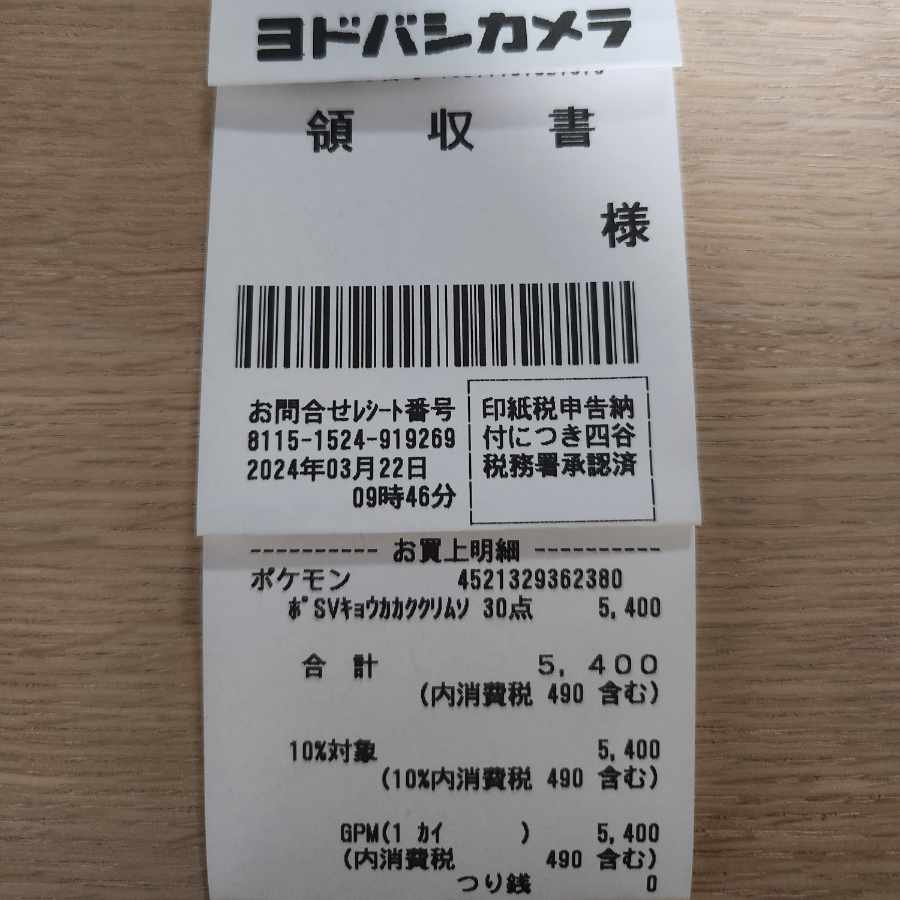 ヨドバシカメラ
領 収 書
様
お問合せﾚｼｰﾄ番号
8115-1524-919269
2024年03月22日
09時46分
印紙税申告納
付につき四谷
税務署承認済
---------- お買上明細 ----------
ポケモン 4521329362380
ﾎﾟSVｷｮｳｶｶｸクリムソ 30点 5,400
合 計 5,400
(内消費税 490 含む)
10%対象 5,400
(10%内消費税 490 含む)
GPM(1 ｶｲ ) 5,400
(内消費税 490 含む)
つり銭 0